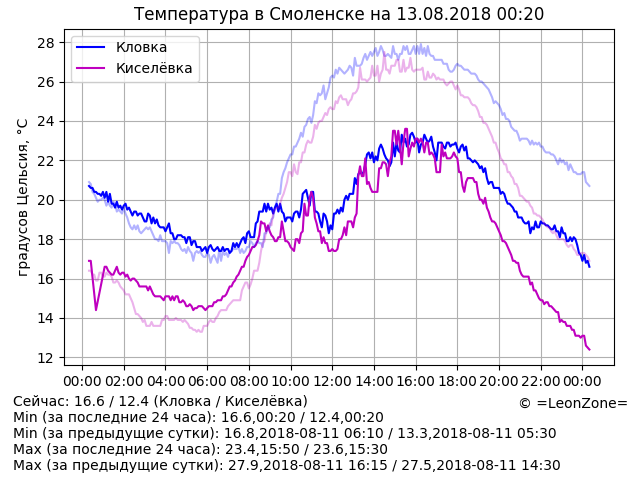 Температура в Смоленске на 13.08.2018 00:20
Кловка
Киселёвка
градусов Цельсия, °C
28
26
24
22
20
18
16
14
12
00:00 02:00 04:00 06:00 08:00 10:00 12:00 14:00 16:00 18:00 20:00 22:00 00:00
Сейчас: 16.6 / 12.4 (Кловка / Киселёвка)
© =LeonZone=
Min (за последние 24 часа): 16.6,00:20 / 12.4,00:20
Min (за предыдущие сутки): 16.8,2018-08-11 06:10 / 13.3,2018-08-11 05:30
Max (за последние 24 часа): 23.4,15:50 / 23.6,15:30
Max (за предыдущие сутки): 27.9,2018-08-11 16:15 / 27.5,2018-08-11 14:30